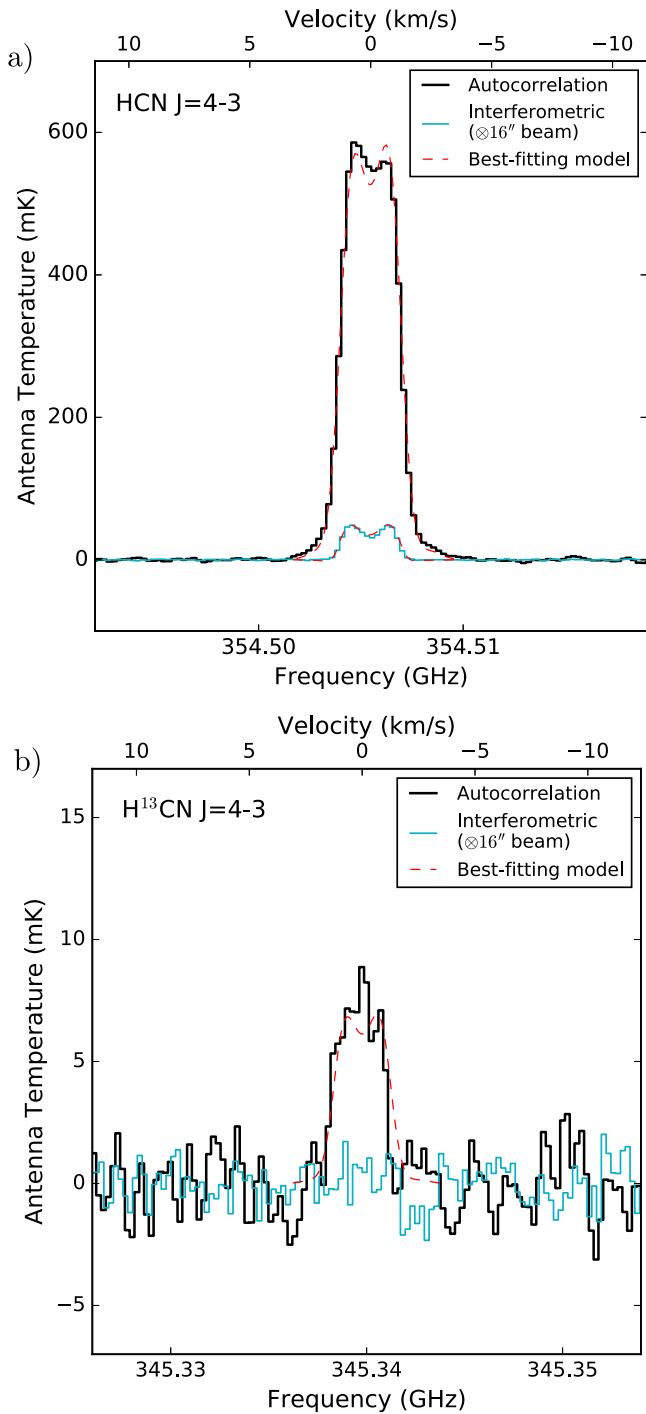 Velocity (km/s)
10 5 0 −5 −10
a)
HCN J=4-3
Autocorrelation
Interferometric
(⊗16″ beam)
Best-fitting model
600
400
200
0
Antenna Temperature (mK)
354.50 354.51
Frequency (GHz)
Velocity (km/s)
10 5 0 −5 −10
b)
H¹³CN J=4-3
Autocorrelation
Interferometric
(⊗16″ beam)
Best-fitting model
15
10
5
0
−5
Antenna Temperature (mK)
345.33 345.34 345.35
Frequency (GHz)